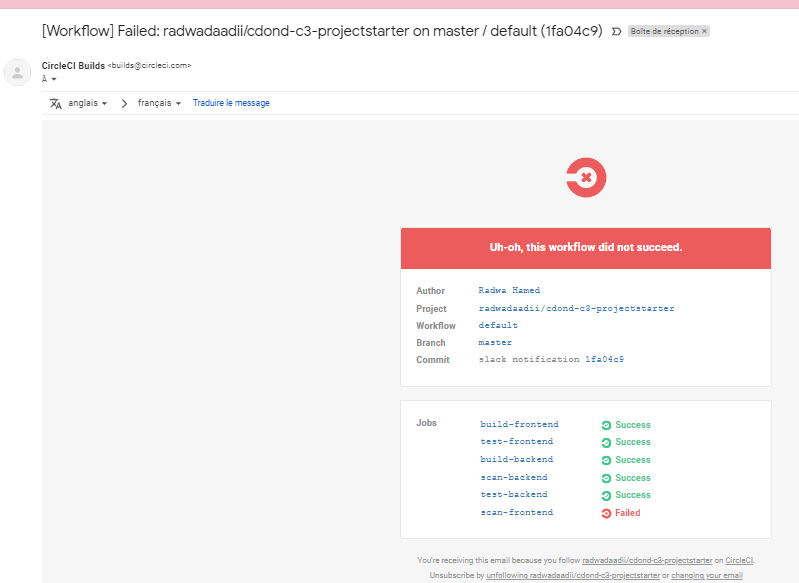 [Workflow] Failed: radwadaadii/cdond-c3-projectstarter on master / default (1fa04c9) Boîte de réception ×
CircleCI Builds <builds@circleci.com>
À
anglais > français Traduire le message
Uh-oh, this workflow did not succeed.
Author Radwa Hamed
Project radwadaadii/cdond-c3-projectstarter
Workflow default
Branch master
Commit slack notification 1fa04c9
Jobs build-frontend Success
test-frontend Success
build-backend Success
scan-backend Success
test-backend Success
scan-frontend Failed
You're receiving this email because you follow radwadaadii/cdond-c3-projectstarter on CircleCI.
Unsubscribe by unfollowing radwadaadii/cdond-c3-projectstarter or changing your email